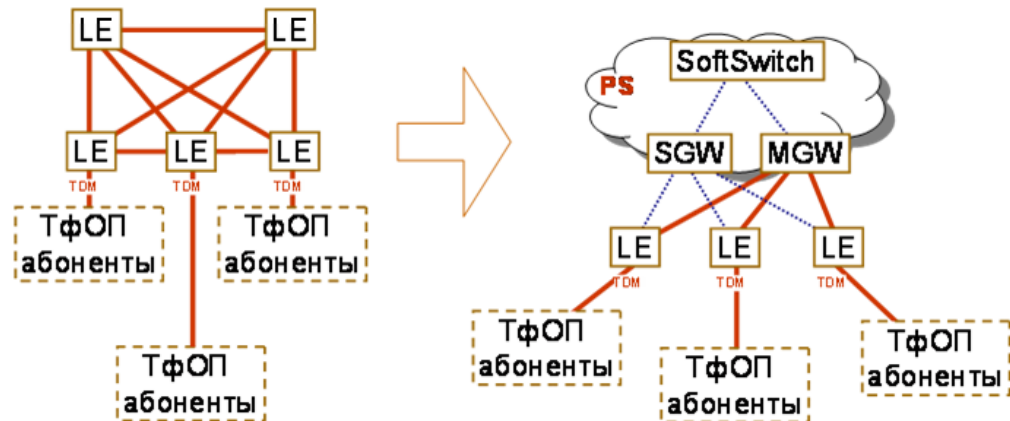 LE
LE
LE
LE
LE
TDM
TDM
TDM
ТфОП
абоненты
ТфОП
абоненты
ТфОП
абоненты
SoftSwitch
PS
SGW
MGW
LE
LE
LE
TDM
TDM
TDM
ТфОП
абоненты
ТфОП
абоненты
ТфОП
абоненты